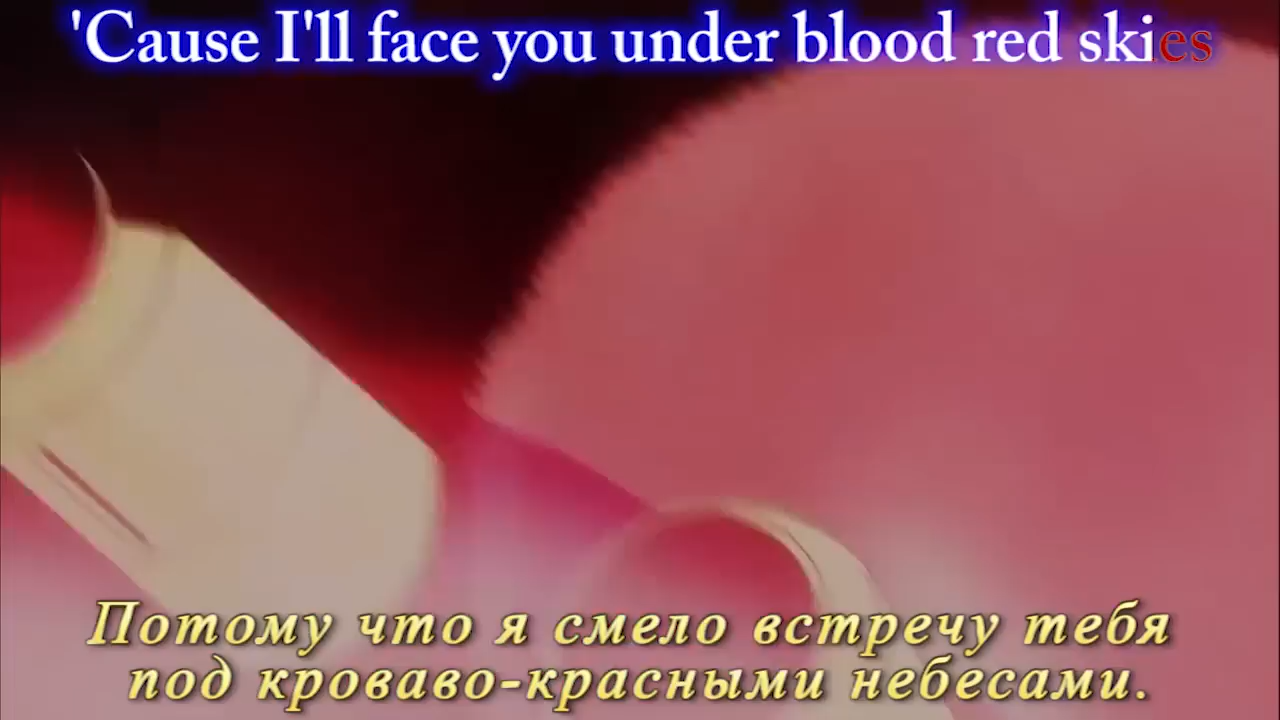 'Cause I'll face you under blood red skies
Потому что я смело встречу тебя
под кроваво-красными небесами.